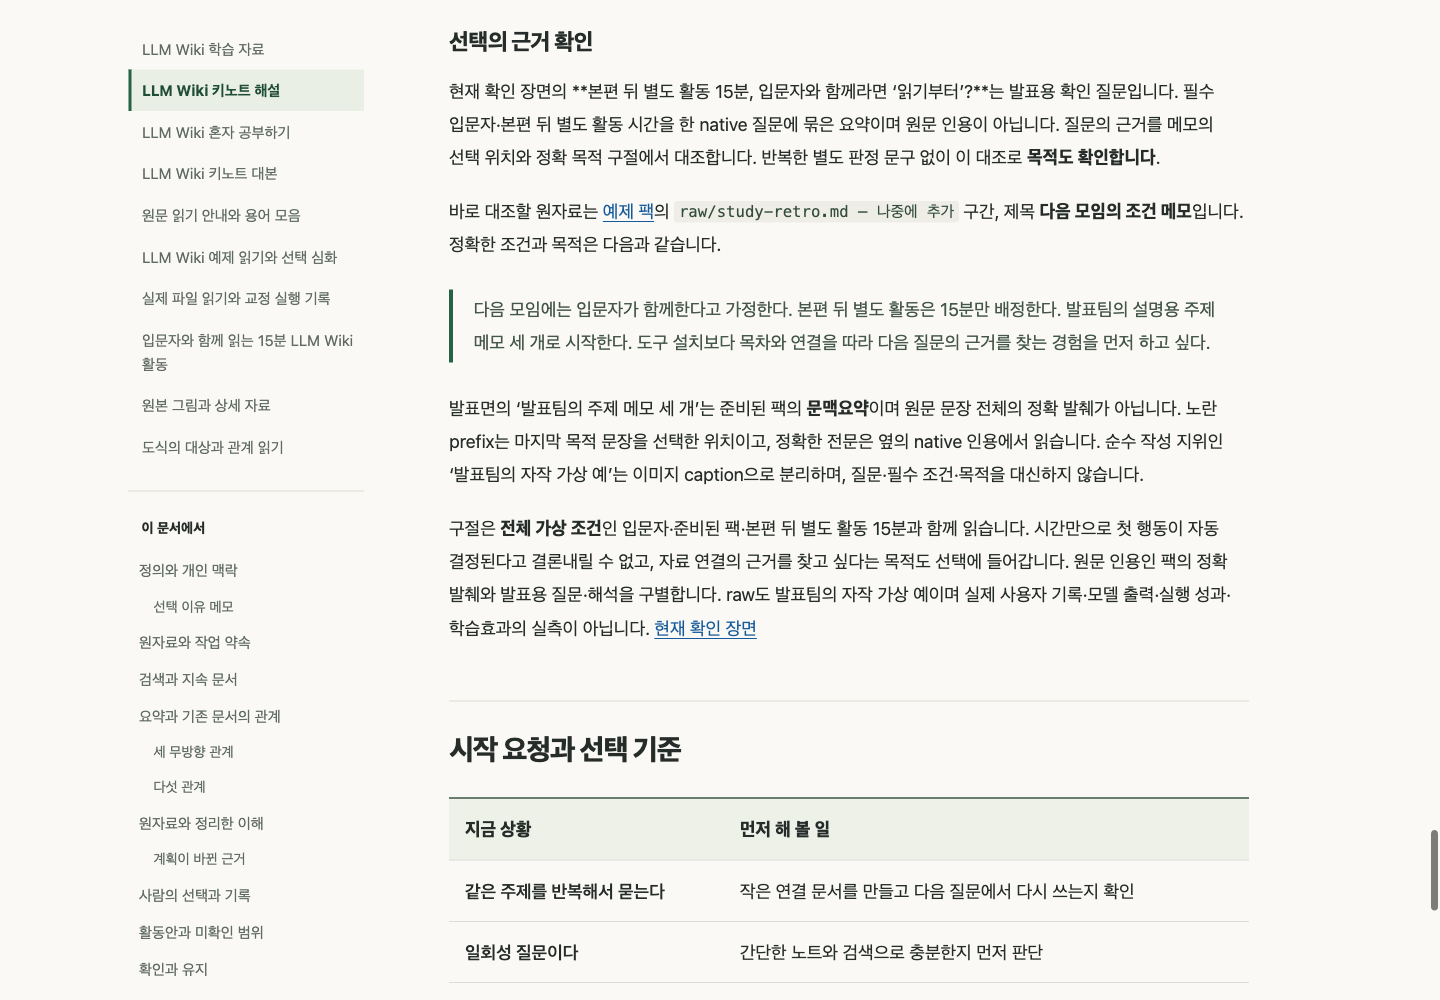 LLM Wiki 학습 자료
LLM Wiki 키노트 해설
LLM Wiki 혼자 공부하기
LLM Wiki 키노트 대본
원문 읽기 안내와 용어 모음
LLM Wiki 예제 읽기와 선택 심화
실제 파일 읽기와 교정 실행 기록
입문자와 함께 읽는 15분 LLM Wiki
활동
원본 그림과 상세 자료
도식의 대상과 관계 읽기
이 문서에서
정의와 개인 맥락
선택 이유 메모
원자료와 작업 약속
검색과 지속 문서
요약과 기존 문서의 관계
세 무방향 관계
다섯 관계
원자료와 정리한 이해
계획이 바뀐 근거
사람의 선택과 기록
활동안과 미확인 범위
확인과 유지
선택의 근거 확인
현재 확인 장면의 **본편 뒤 별도 활동 15분, 입문자와 함께라면 ‘읽기부터’?**는 발표용 확인 질문입니다. 필수
입문자·본편 뒤 별도 활동 시간을 한 native 질문에 묶은 요약이며 원문 인용이 아닙니다. 질문의 근거를 메모의
선택 위치와 정확 목적 구절에서 대조합니다. 반복한 별도 판정 문구 없이 이 대조로 목적도 확인합니다.
바로 대조할 원자료는 예제 팩의 raw/study-retro.md — 나중에 추가 구간, 제목 다음 모임의 조건 메모입니다.
정확한 조건과 목적은 다음과 같습니다.
다음 모임에는 입문자가 함께한다고 가정한다. 본편 뒤 별도 활동은 15분만 배정한다. 발표팀의 설명용 주제
메모 세 개로 시작한다. 도구 설치보다 목차와 연결을 따라 다음 질문의 근거를 찾는 경험을 먼저 하고 싶다.
발표면의 ‘발표팀의 주제 메모 세 개’는 준비된 팩의 문맥요약이며 원문 문장 전체의 정확 발췌가 아닙니다. 노란
prefix는 마지막 목적 문장을 선택한 위치이고, 정확한 전문은 옆의 native 인용에서 읽습니다. 순수 작성 지위인
‘발표팀의 자작 가상 예’는 이미지 caption으로 분리하며, 질문·필수 조건·목적을 대신하지 않습니다.
구절은 전체 가상 조건인 입문자·준비된 팩·본편 뒤 별도 활동 15분과 함께 읽습니다. 시간만으로 첫 행동이 자동
결정된다고 결론내릴 수 없고, 자료 연결의 근거를 찾고 싶다는 목적도 선택에 들어갑니다. 원문 인용인 팩의 정확
발췌와 발표용 질문·해석을 구별합니다. raw도 발표팀의 자작 가상 예이며 실제 사용자 기록·모델 출력·실행 성과·
학습효과의 실측이 아닙니다. 현재 확인 장면
시작 요청과 선택 기준
지금 상황 먼저 해 볼 일
같은 주제를 반복해서 묻는다 작은 연결 문서를 만들고 다음 질문에서 다시 쓰는지 확인
일회성 질문이다 간단한 노트와 검색으로 충분한지 먼저 판단